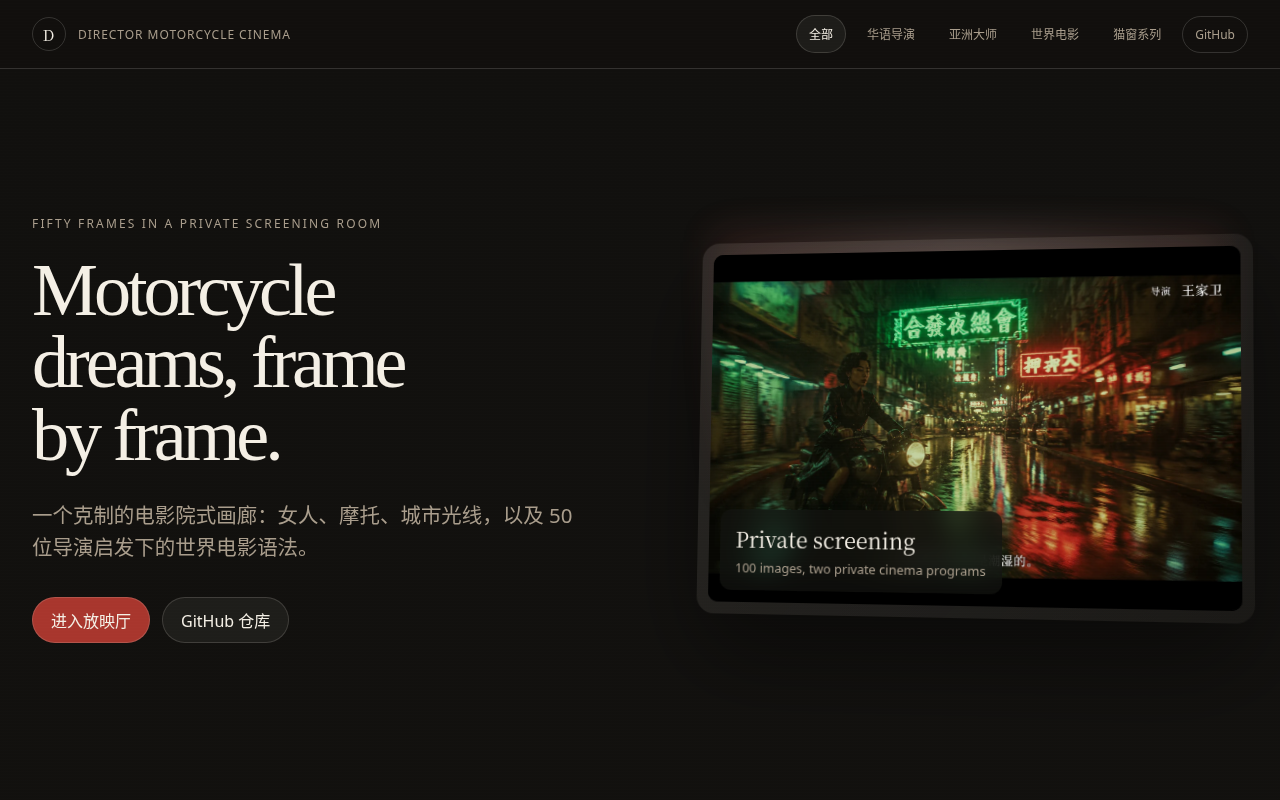 D
DIRECTOR MOTORCYCLE CINEMA
全部
华语导演
亚洲大师
世界电影
猫窗系列
GitHub
FIFTY FRAMES IN A PRIVATE SCREENING ROOM
Motorcycle
dreams, frame
by frame.
一个克制的电影院式画廊：女人、摩托、城市光线，以及 50
位导演启发下的世界电影语法。
进入放映厅
GitHub 仓库
导演 王家卫
合發夜總會
押押大
Private screening
100 images, two private cinema programs
湿的。